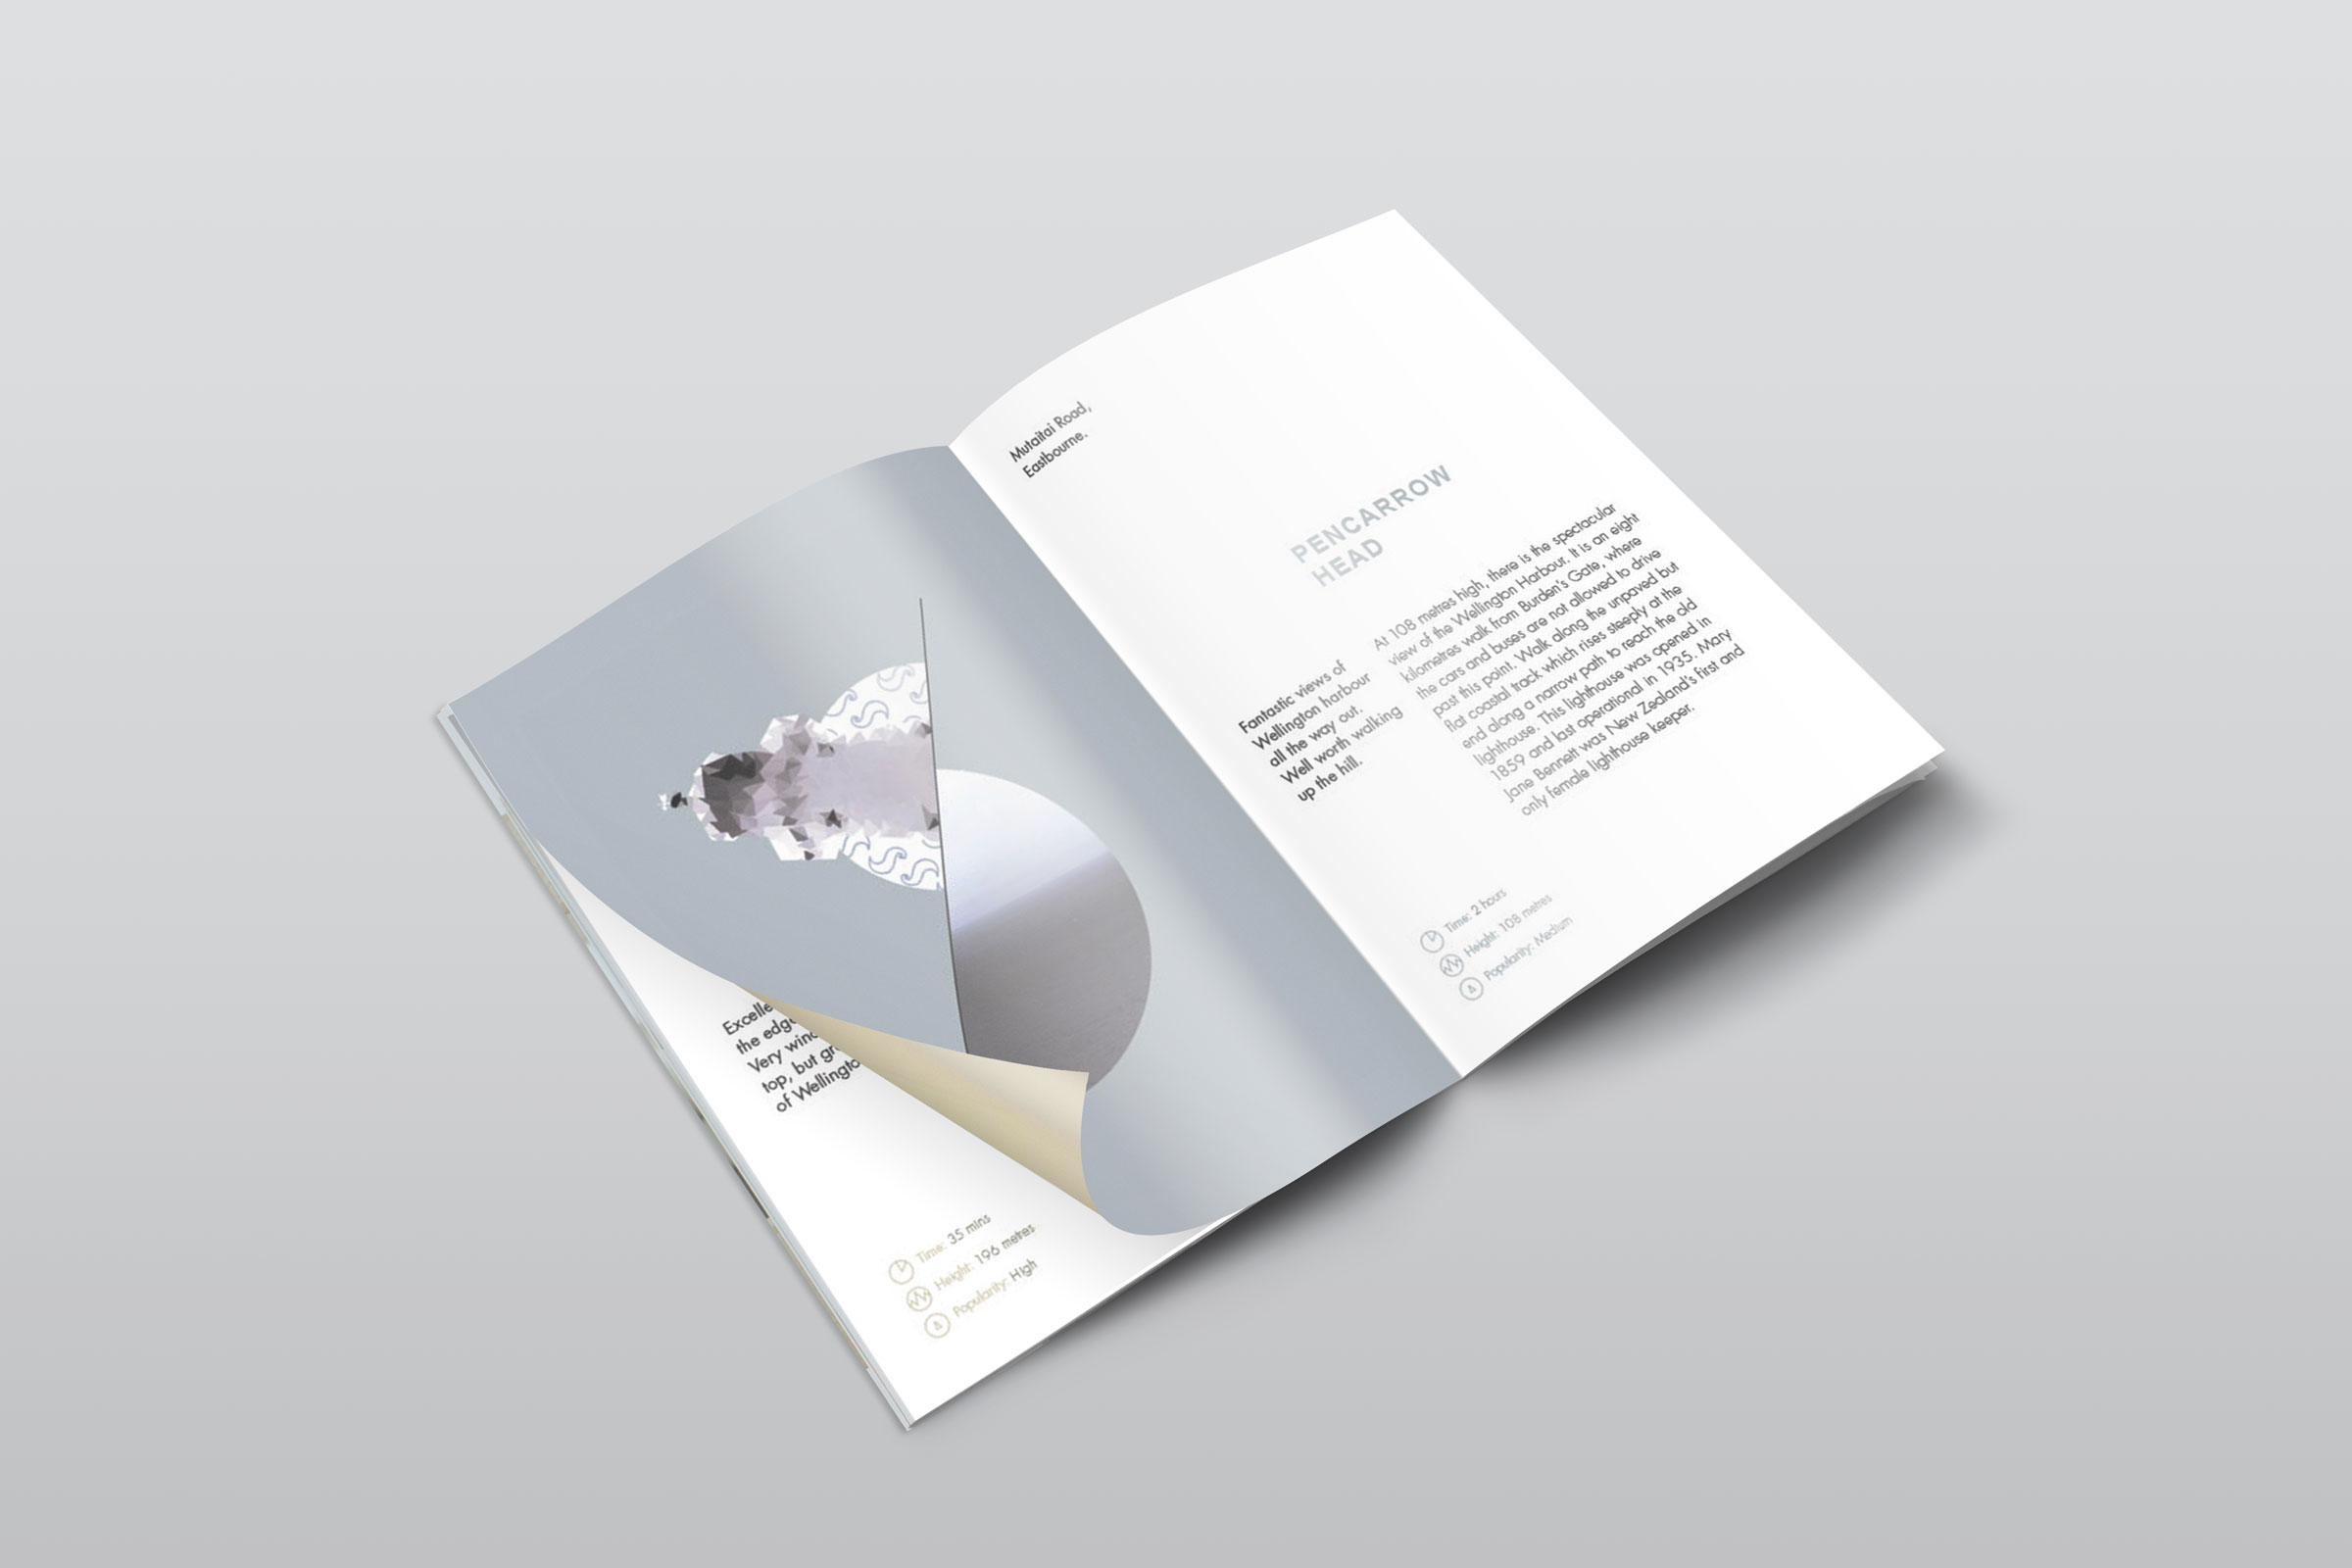 Mutaitai Road,
Eastbourne.
PENCARROW
HEAD
Fantastic views of
Wellington harbour
all the way out.
Well worth walking
up the hill.
At 108 metres high, there is the spectacular
view of the Wellington Harbour. It is an eight
kilometres walk from Burden's Gate, where
the cars and buses are not allowed to drive
past this point. Walk along the unpaved but
flat coastal track which rises steeply at the
end along a narrow path to reach the old
lighthouse. This lighthouse was opened in
1859 and last operational in 1935. Mary
Jane Bennett was New Zealand's first and
only female lighthouse keeper.
Time: 2 hours
Height: 108 metres
Popularity: Medium
Excelle
the edg
Very win
top, but gr
of Wellingto
Time: 35 mins
Height: 196 metres
Popularity: High